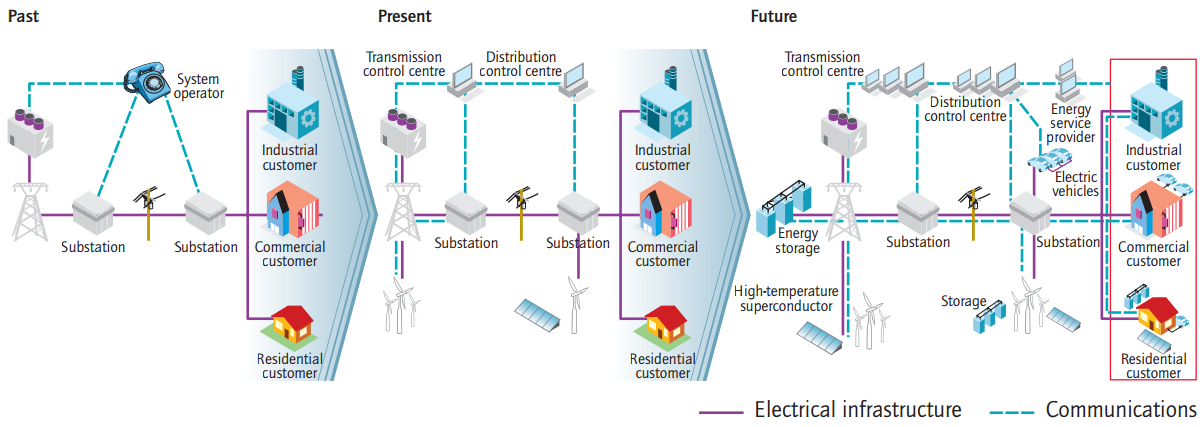 Past
System
operator
Substation
Substation
Industrial
customer
Commercial
customer
Residential
customer
Present
Transmission
control centre
Distribution
control centre
Substation
Substation
Industrial
customer
Commercial
customer
Residential
customer
Future
Transmission
control centre
Distribution
control centre
Energy
service
provider
Electric
vehicles
Energy
storage
Substation
Substation
High-temperature
superconductor
Storage
Industrial
customer
Commercial
customer
Residential
customer
Electrical infrastructure
Communications